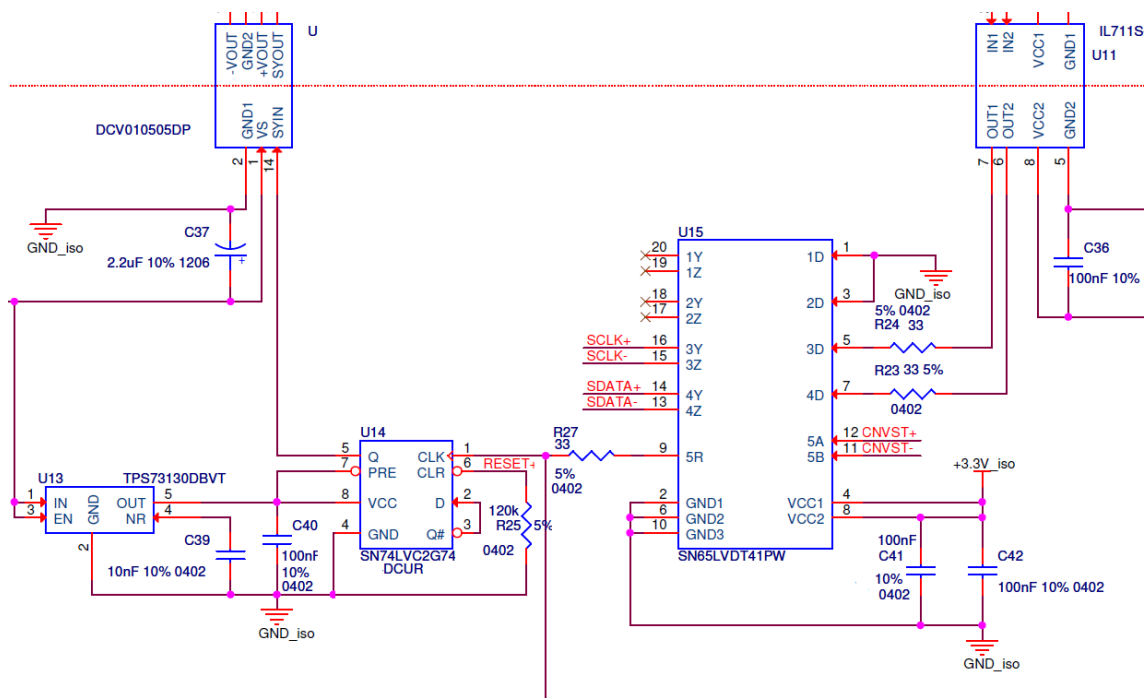 U
-VOUT
GND2
+VOUT
SYOUT
GND1
VS
SYIN
DCV010505DP
2
1
14
GND_iso
C37
2.2uF 10% 1206
+
IL711S
U11
IN1
IN2
VCC1
GND1
OUT1
OUT2
VCC2
GND2
7
6
8
5
C36
100nF 10%
U15
20
1Y
19
1Z
18
2Y
17
2Z
SCLK+
16
3Y
SCLK-
15
3Z
SDATA+
14
4Y
SDATA-
13
4Z
9
5R
2
GND1
6
GND2
10
GND3
1D
1
2D
3
3D
5
4D
7
5A
12
CNVST+
5B
11
CNVST-
VCC1
4
VCC2
8
SN65LVDT41PW
GND_iso
5% 0402
R24 33
R23 33 5%
0402
+3.3V_iso
100nF
C41
10%
0402
C42
100nF 10% 0402
GND_iso
R27
33
5%
0402
U14
5
Q
7
PRE
8
VCC
4
GND
CLK
1
CLR
6
D
2
Q#
3
RESET+
SN74LVC2G74
DCUR
120k
R25 5%
0402
U13
TPS73130DBVT
1
IN
3
EN
GND
2
OUT
5
NR
4
C39
10nF 10% 0402
C40
100nF
10%
0402
GND_iso